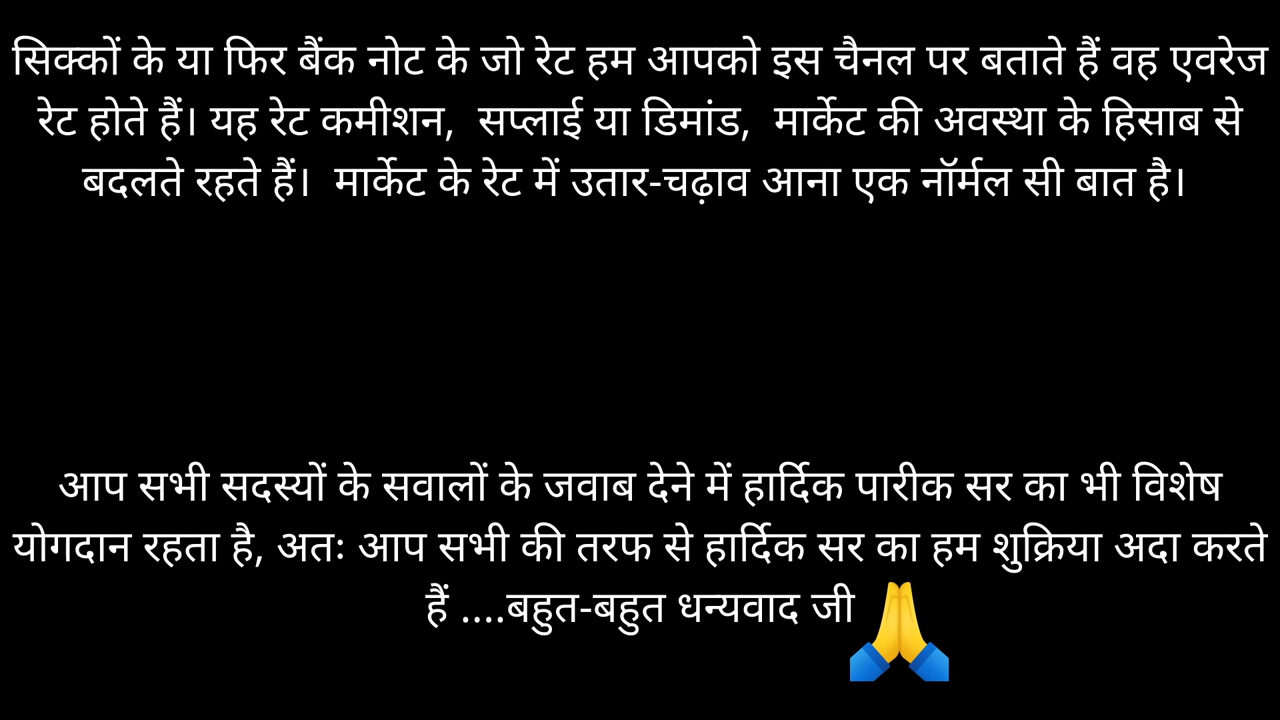 सिक्कों के या फिर बैंक नोट के जो रेट हम आपको इस चैनल पर बताते हैं वह एवरेज
रेट होते हैं। यह रेट कमीशन,  सप्लाई या डिमांड,  मार्केट की अवस्था के हिसाब से
बदलते रहते हैं।  मार्केट के रेट में उतार-चढ़ाव आना एक नॉर्मल सी बात है।
आप सभी सदस्यों के सवालों के जवाब देने में हार्दिक पारीक सर का भी विशेष
योगदान रहता है, अतः आप सभी की तरफ से हार्दिक सर का हम शुक्रिया अदा करते
हैं ....बहुत-बहुत धन्यवाद जी 🙏